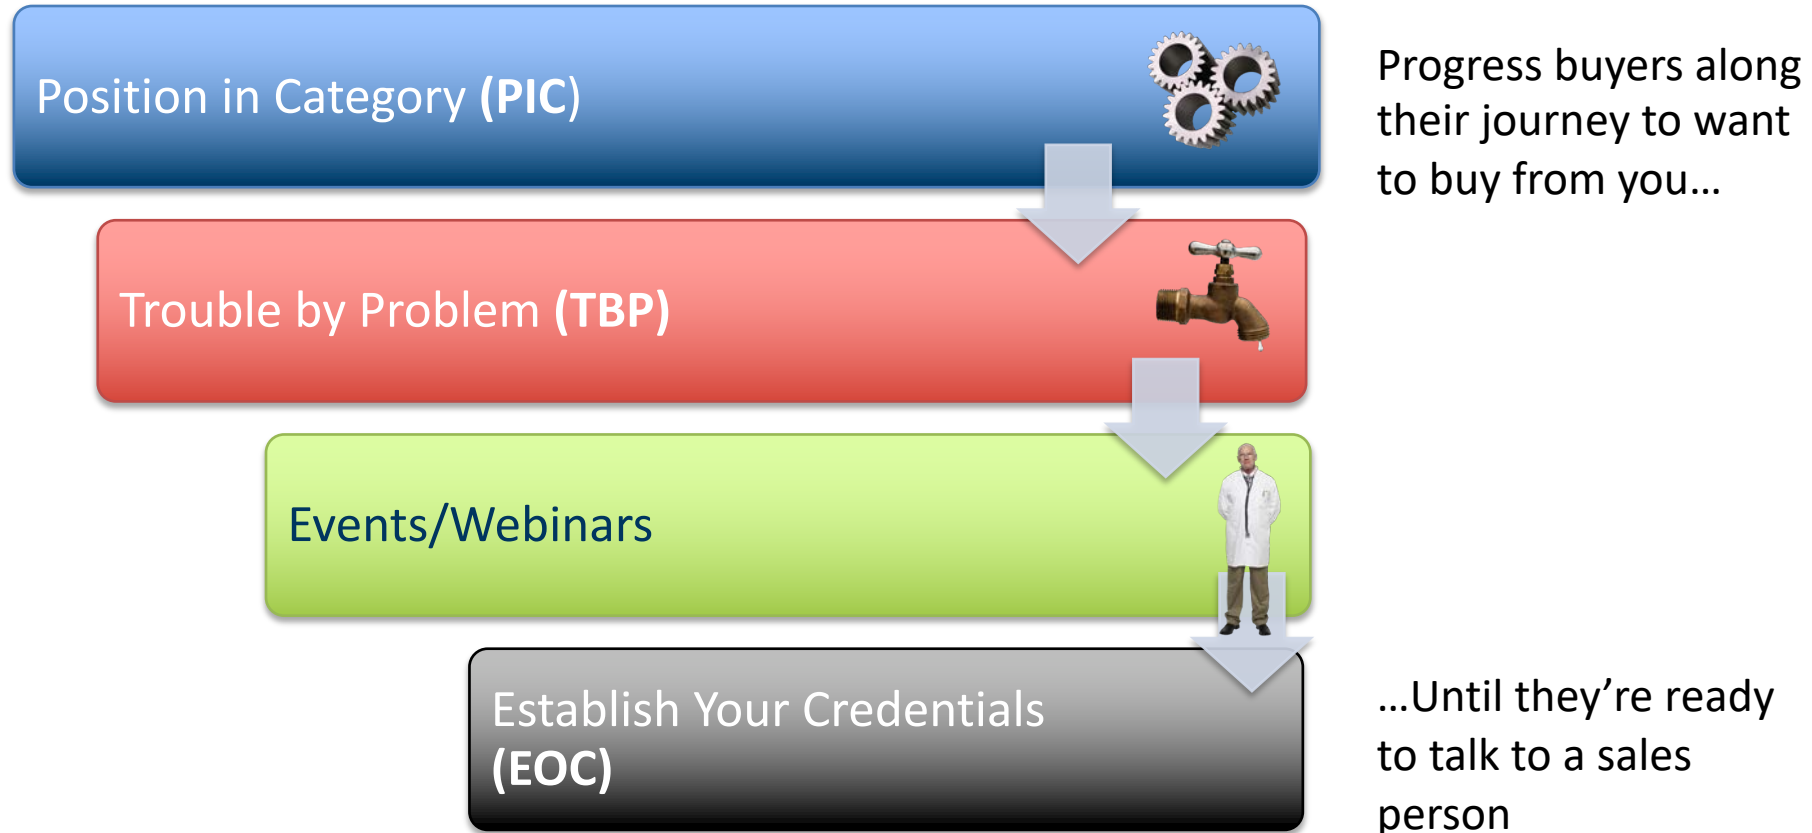 Position in Category (PIC)
Progress buyers along
their journey to want
to buy from you…
Trouble by Problem (TBP)
Events/Webinars
Establish Your Credentials
(EOC)
…Until they’re ready
to talk to a sales
person